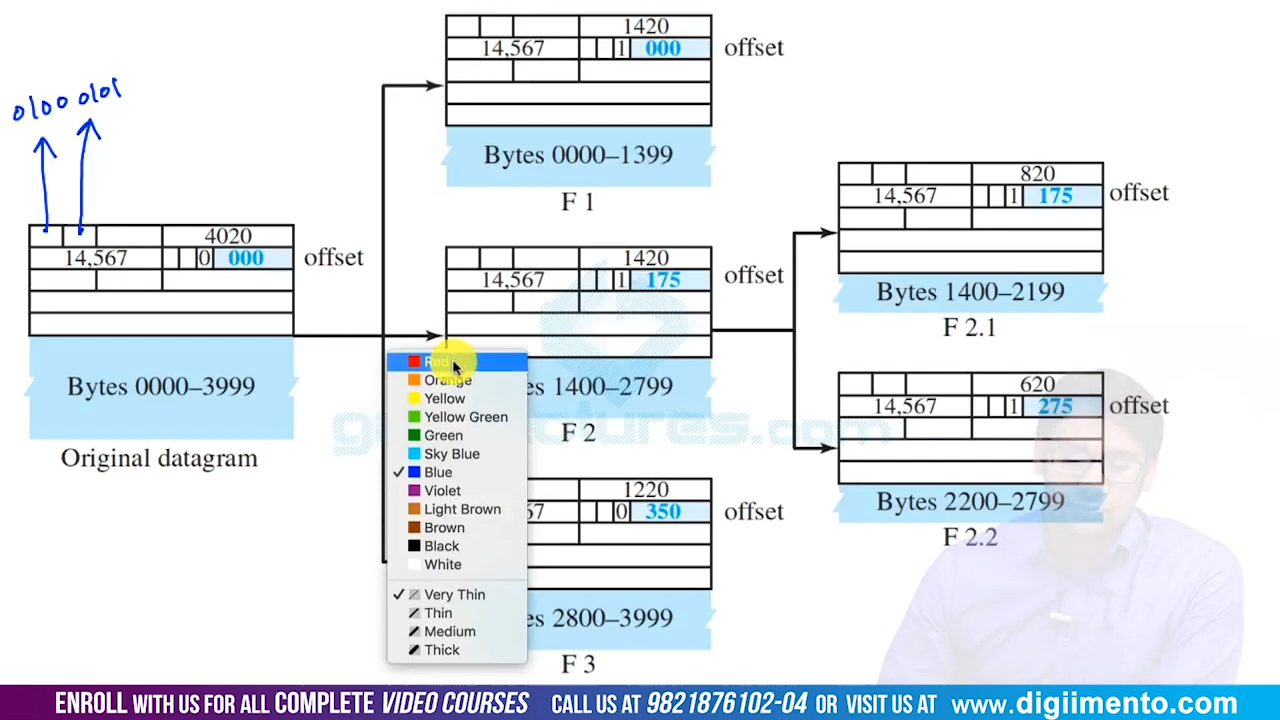 0100 0101
4020
14,567 0 000 offset
Bytes 0000–3999
Original datagram
1420
14,567 1 000 offset
Bytes 0000–1399
F 1
1420
14,567 1 175 offset
es 1400–2799
F 2
1220
67 0 350 offset
es 2800–3999
F 3
820
14,567 1 175 offset
Bytes 1400–2199
F 2.1
620
14,567 1 275 offset
Bytes 2200–2799
F 2.2
Red
Orange
Yellow
Yellow Green
Green
Sky Blue
Blue
Violet
Light Brown
Brown
Black
White
Very Thin
Thin
Medium
Thick
ENROLL WITH US FOR ALL COMPLETE VIDEO COURSES CALL US AT 9821876102-04 OR VISIT US AT www.digiimento.com